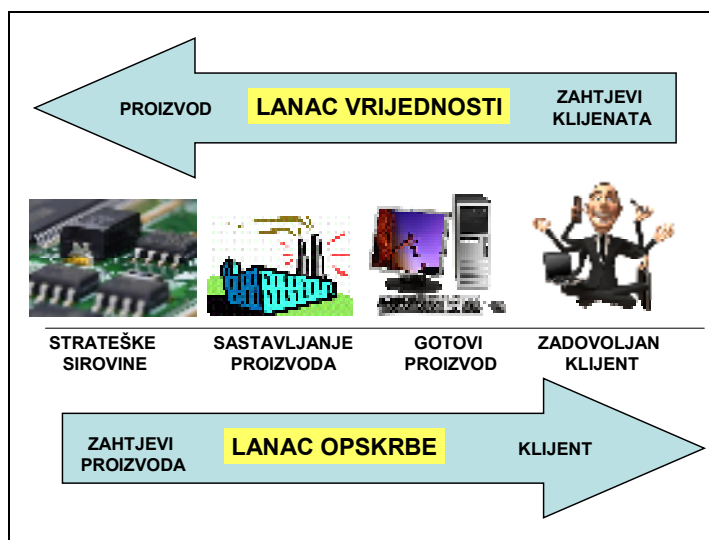 PROIZVOD
LANAC VRIJEDNOSTI
ZAHTJEVI
KLIJENATA
STRATEŠKE
SIROVINE
SASTAVLJANJE
PROIZVODA
GOTOVI
PROIZVOD
ZADOVOLJAN
KLIJENT
ZAHTJEVI
PROIZVODA
LANAC OPSKRBE
KLIJENT